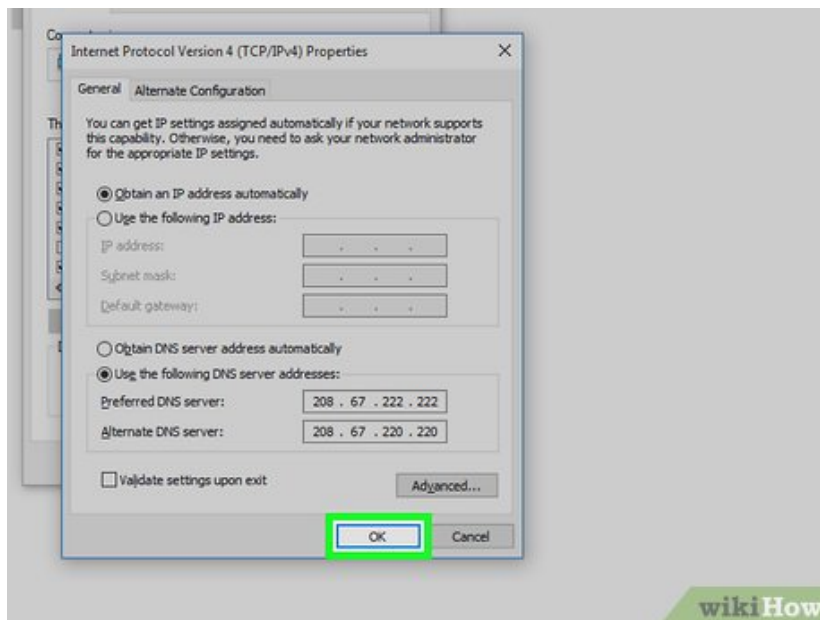 Co
Internet Protocol Version 4 (TCP/IPv4) Properties
General
Alternate Configuration
Th
You can get IP settings assigned automatically if your network supports
this capability. Otherwise, you need to ask your network administrator
for the appropriate IP settings.
Obtain an IP address automatically
Use the following IP address:
IP address:
Subnet mask:
Default gateway:
Obtain DNS server address automatically
Use the following DNS server addresses:
Preferred DNS server: 208 . 67 . 222 . 222
Alternate DNS server: 208 . 67 . 220 . 220
Validate settings upon exit
Advanced...
OK
Cancel
wikiHow